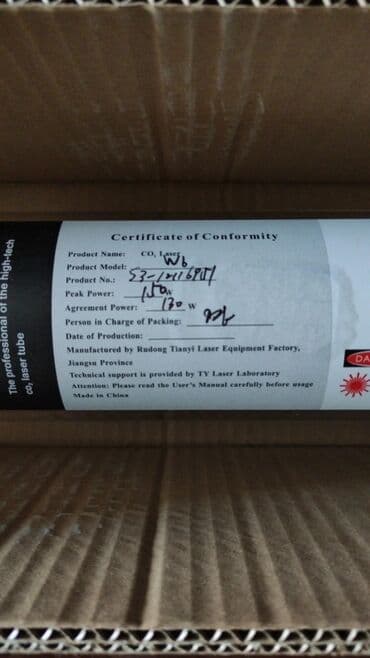 The professional of the high-tech
co₂ laser tube
Certificate of Conformity
Product Name: CO₂ Laser
Product Model: W6
Product No.:
Peak Power: 150 W
Agrement Power: 130 W
Person in Charge of Packing:
Date of Production:
Manufactured by Rudong Tianyi Laser Equipment Factory,
Jiangsu Province
Technical support is provided by TY Laser Laboratory
Attention: Please read the User's Manual carefully before usage
Made in China
DA